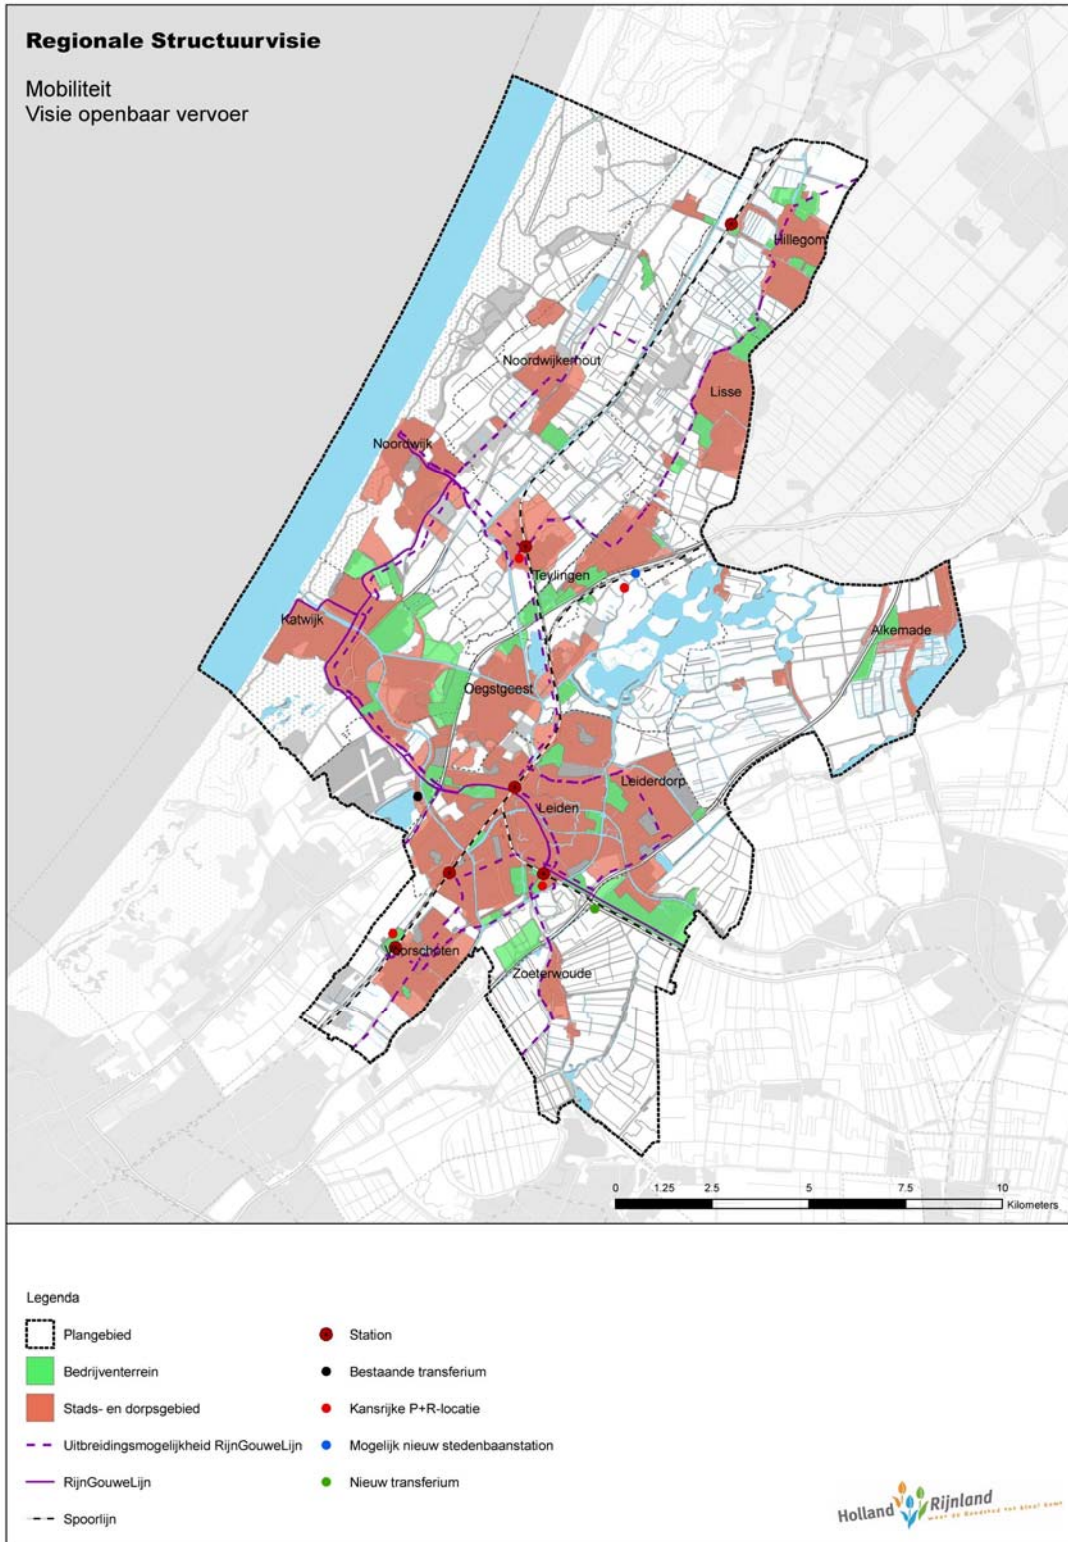 Regionale Structuurvisie
Mobiliteit
Visie openbaar vervoer
Hillegom
Noordwijkerhout
Lisse
Noordwijk
Teylingen
Katwijk
Alkemade
Oegstgeest
Leiderdorp
Leiden
Voorschoten
Zoeterwoude
0 1.25 2.5 5 7.5 10
Kilometers
Legenda
Plangebied
Bedrijventerrein
Stads- en dorpsgebied
Uitbreidingsmogelijkheid RijnGouweLijn
RijnGouweLijn
Spoorlijn
Station
Bestaande transferium
Kansrijke P+R-locatie
Mogelijk nieuw stedenbaanstation
Nieuw transferium
Holland Rijnland